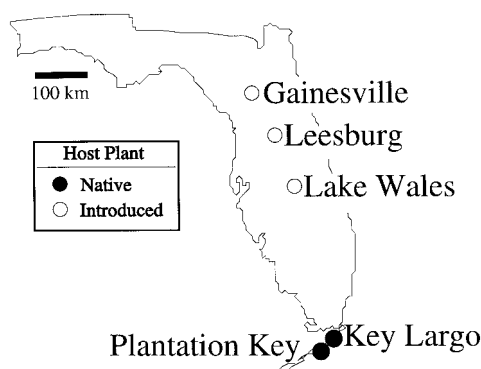 Gainesville
100 km
Leesburg
Host Plant
Native
Introduced
Lake Wales
Key Largo
Plantation Key